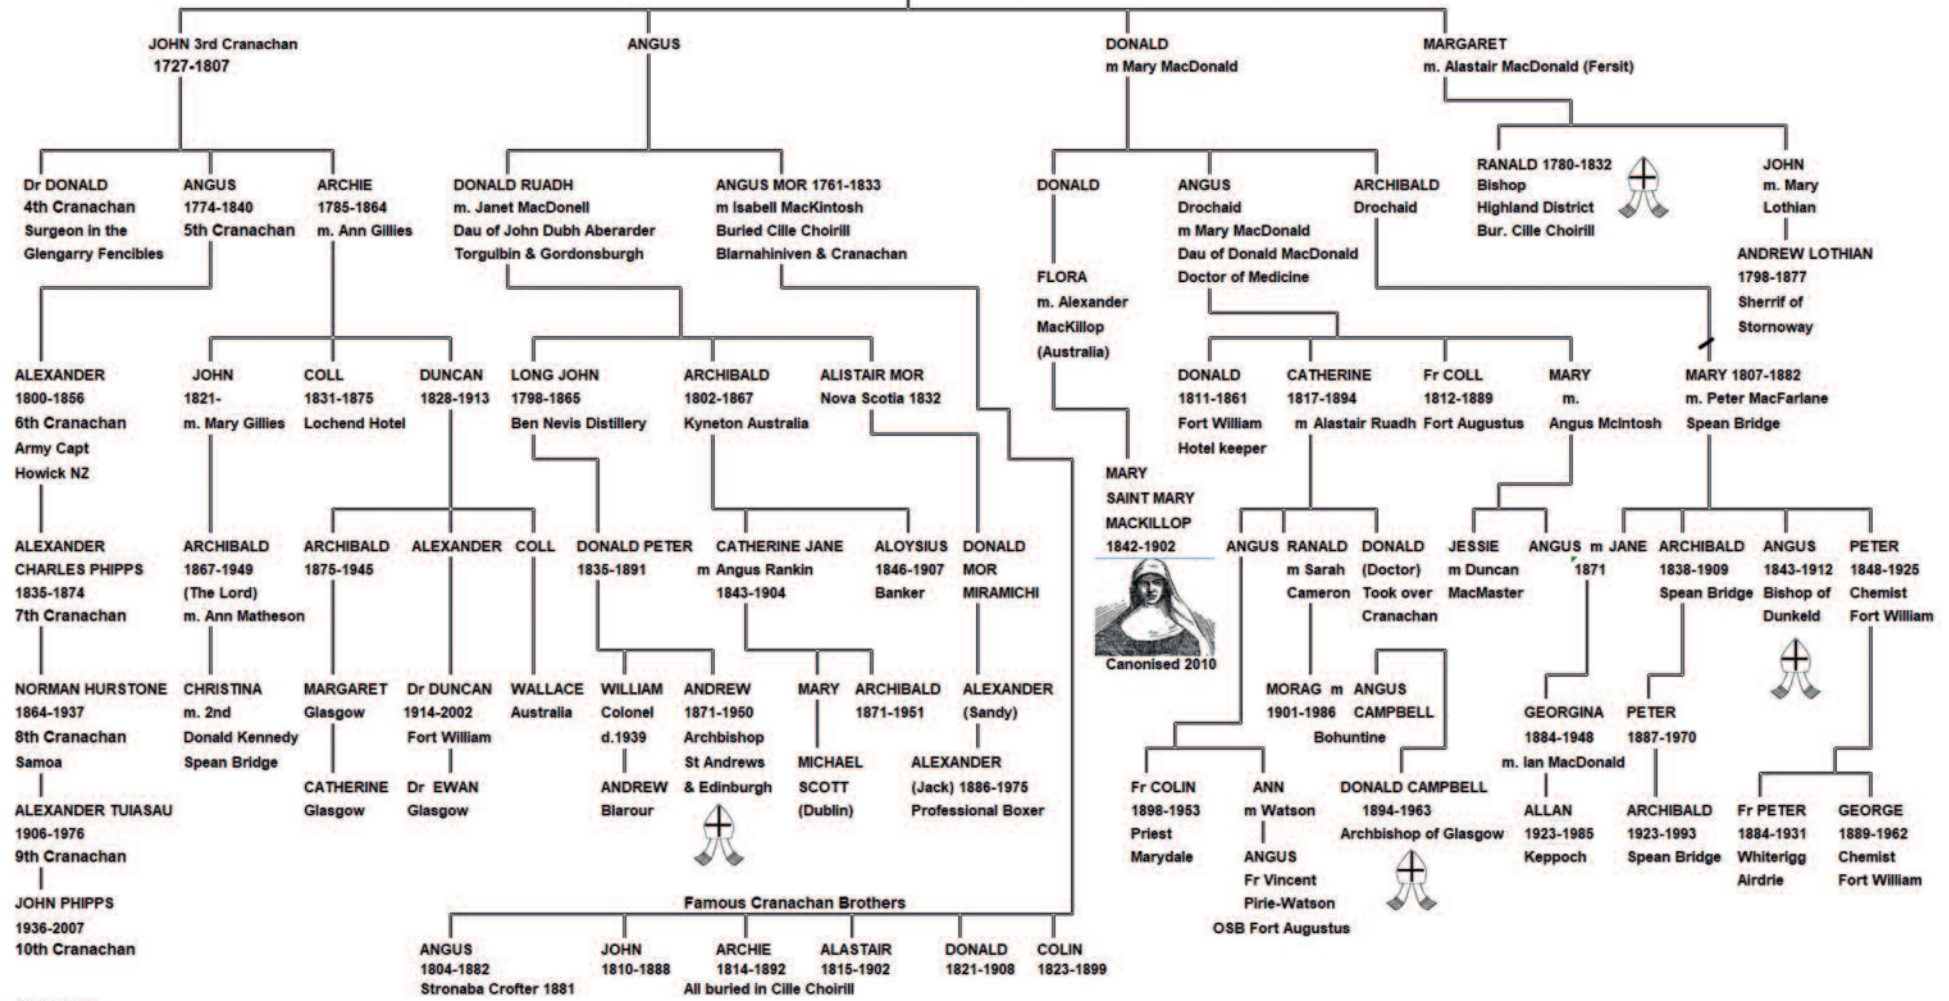 JOHN 3rd Cranachan
1727-1807
ANGUS
DONALD
m Mary MacDonald
MARGARET
m. Alastair MacDonald (Fersit)
Dr DONALD
4th Cranachan
Surgeon in the
Glengarry Fencibles
ANGUS
1774-1840
5th Cranachan
ARCHIE
1785-1864
m. Ann Gillies
DONALD RUADH
m. Janet MacDonell
Dau of John Dubh Aberarder
Torgulbin & Gordonsburgh
ANGUS MOR 1761-1833
m Isabell MacKintosh
Buried Cille Choirill
Blarnahiniven & Cranachan
DONALD
ANGUS
Drochaid
m Mary MacDonald
Dau of Donald MacDonald
Doctor of Medicine
ARCHIBALD
Drochaid
RANALD 1780-1832
Bishop
Highland District
Bur. Cille Choirill
JOHN
m. Mary
Lothian
ANDREW LOTHIAN
1798-1877
Sherrif of
Stornoway
FLORA
m. Alexander
MacKillop
(Australia)
ALEXANDER
1800-1856
6th Cranachan
Army Capt
Howick NZ
JOHN
1821-
m. Mary Gillies
COLL
1831-1875
Lochend Hotel
DUNCAN
1828-1913
LONG JOHN
1798-1865
Ben Nevis Distillery
ARCHIBALD
1802-1867
Kyneton Australia
ALISTAIR MOR
Nova Scotia 1832
DONALD
1811-1861
Fort William
Hotel keeper
CATHERINE
1817-1894
m Alastair Ruadh
Fr COLL
1812-1889
Fort Augustus
MARY
m.
Angus McIntosh
MARY 1807-1882
m. Peter MacFarlane
Spean Bridge
MARY
SAINT MARY
MACKILLOP
1842-1902
Canonised 2010
ALEXANDER
CHARLES PHIPPS
1835-1874
7th Cranachan
ARCHIBALD
1867-1949
(The Lord)
m. Ann Matheson
ARCHIBALD
1875-1945
ALEXANDER
COLL
DONALD PETER
1835-1891
CATHERINE JANE
m Angus Rankin
1843-1904
ALOYSIUS
1846-1907
Banker
DONALD
MOR
MIRAMICHI
ANGUS
RANALD
m Sarah
Cameron
DONALD
(Doctor)
Took over
Cranachan
JESSIE
m Duncan
MacMaster
ANGUS m JANE
1871
ARCHIBALD
1838-1909
Spean Bridge
ANGUS
1843-1912
Bishop of
Dunkeld
PETER
1848-1925
Chemist
Fort William
NORMAN HURSTONE
1864-1937
8th Cranachan
Samoa
CHRISTINA
m. 2nd
Donald Kennedy
Spean Bridge
MARGARET
Glasgow
Dr DUNCAN
1914-2002
Fort William
WALLACE
Australia
WILLIAM
Colonel
d.1939
ANDREW
1871-1950
Archbishop
St Andrews
& Edinburgh
MARY
ARCHIBALD
1871-1951
ALEXANDER
(Sandy)
MORAG m ANGUS
1901-1986 CAMPBELL
Bohuntine
GEORGINA
1884-1948
m. Ian MacDonald
PETER
1887-1970
CATHERINE
Glasgow
Dr EWAN
Glasgow
ANDREW
Blarour
MICHAEL
SCOTT
(Dublin)
ALEXANDER
(Jack) 1886-1975
Professional Boxer
Fr COLIN
1898-1953
Priest
Marydale
ANN
m Watson
DONALD CAMPBELL
1894-1963
Archbishop of Glasgow
ALLAN
1923-1985
Keppoch
ARCHIBALD
1923-1993
Spean Bridge
Fr PETER
1884-1931
Whiterigg
Airdrie
GEORGE
1889-1962
Chemist
Fort William
ALEXANDER TUIASAU
1906-1976
9th Cranachan
ANGUS
Fr Vincent
Pirie-Watson
OSB Fort Augustus
JOHN PHIPPS
1936-2007
10th Cranachan
Famous Cranachan Brothers
ANGUS
1804-1882
Stronaba Crofter 1881
JOHN
1810-1888
ARCHIE
1814-1892
ALASTAIR
1815-1902
DONALD
1821-1908
COLIN
1823-1899
All buried in Cille Choirill